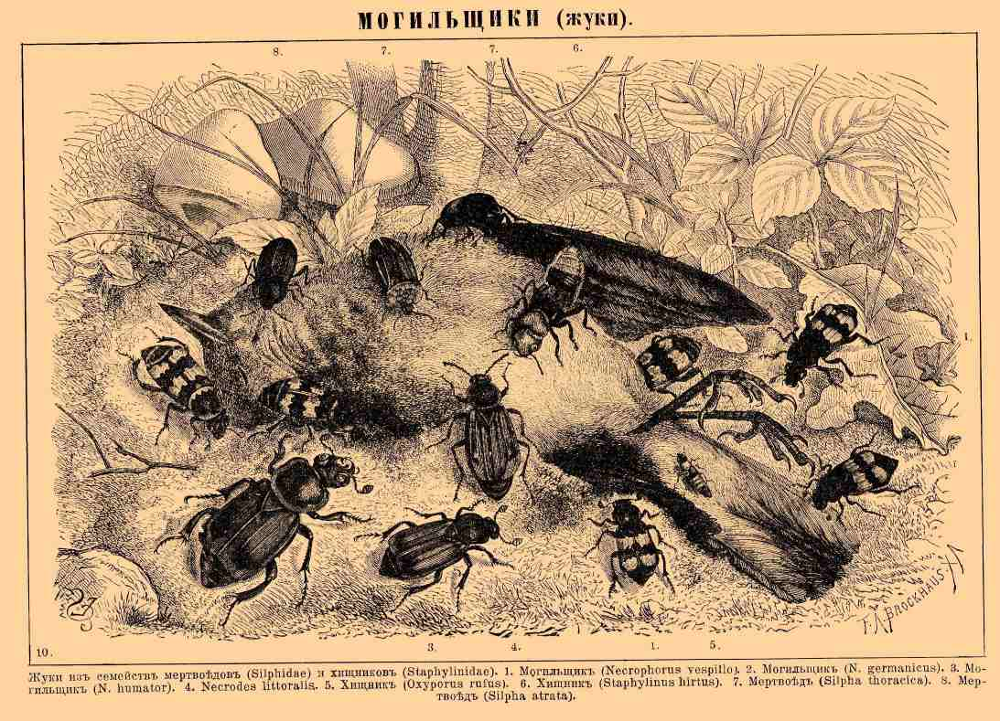 МОГИЛЬЩИКИ (жуки).
8. 7. 7. 6.
1.
F. A. BROCKHAUS
10. 3. 4. 1. 5.
Жуки изъ семействъ мертвоѣдовъ (Silphidae) и хищниковъ (Staphylinidae). 1. Могильщикъ (Necrophorus vespillo). 2. Могильщикъ (N. germanicus). 3. Мо-
гильщик (N. humator). 4. Necrodes littoralis. 5. Хищникъ (Oxyporus rufus). 6. Хищникъ (Staphylinus hirtus). 7. Мертвоѣдъ (Silpha thoracica). 8. Мер-
твоѣдъ (Silpha atrata).